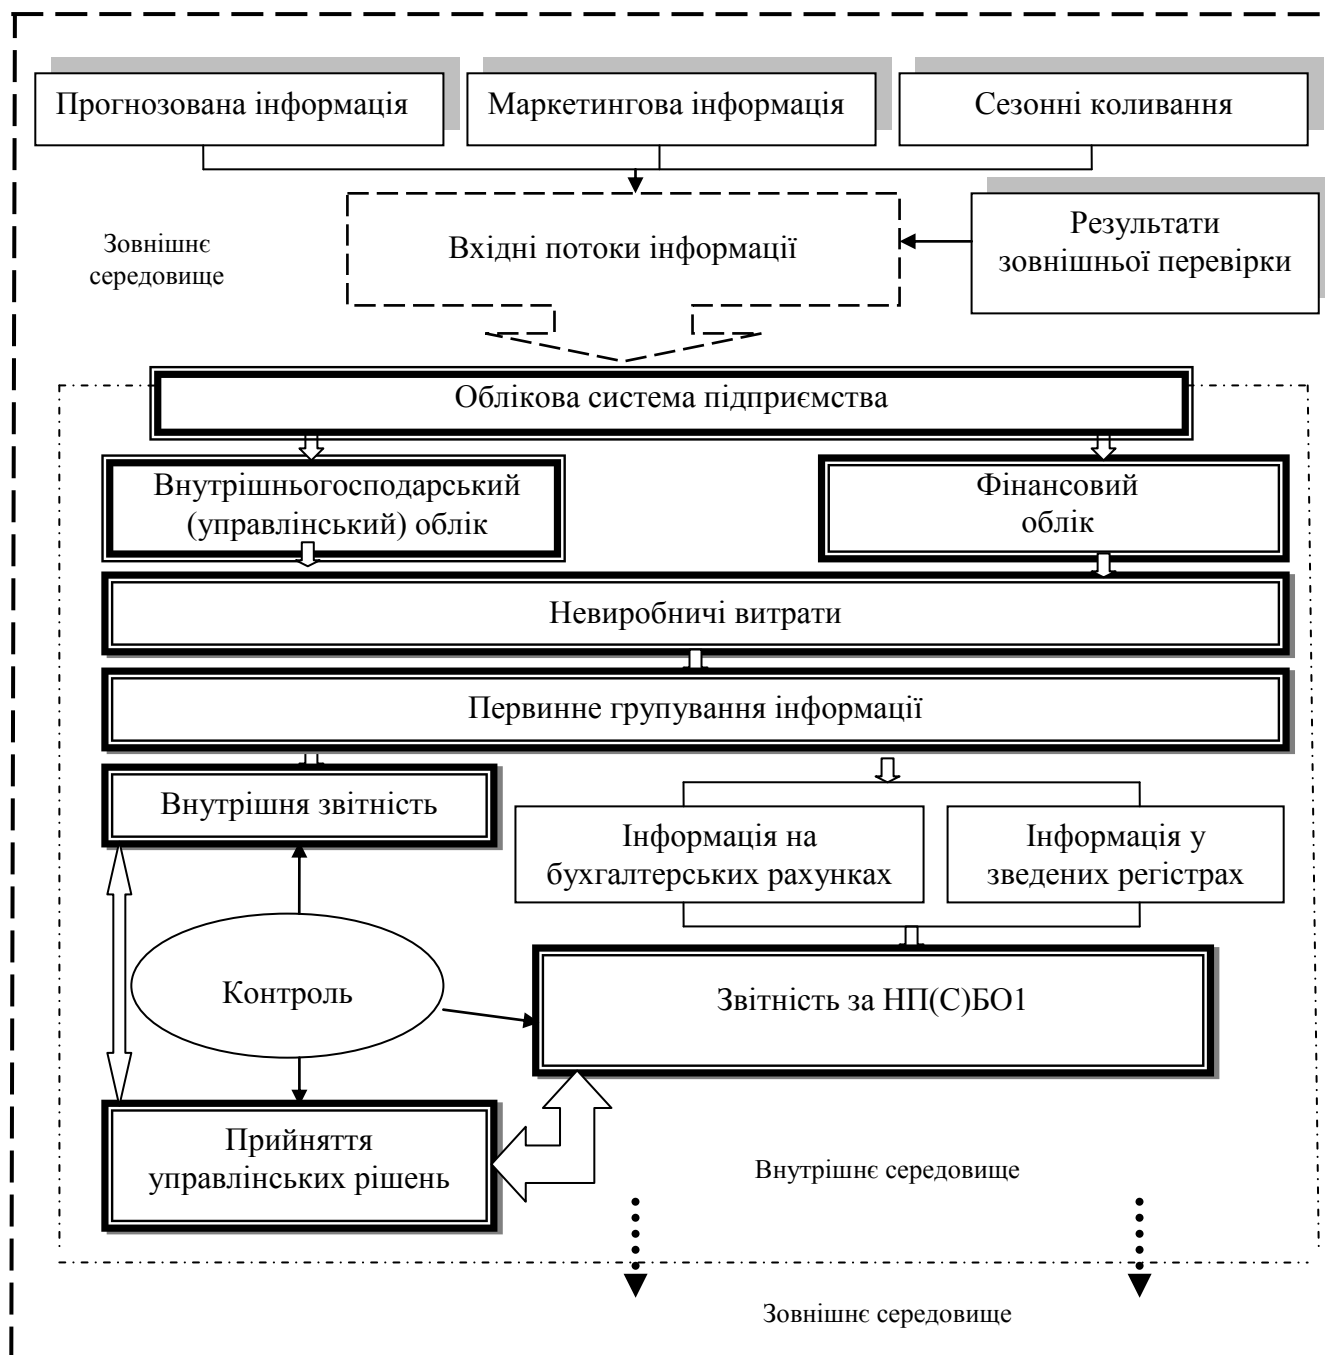 Прогнозована інформація
Маркетингова інформація
Сезонні коливання
Зовнішнє
середовище
Вхідні потоки інформації
Результати
зовнішньої перевірки
Облікова система підприємства
Внутрішньогосподарський
(управлінський) облік
Фінансовий
облік
Невиробничі витрати
Первинне групування інформації
Внутрішня звітність
Інформація на
бухгалтерських рахунках
Інформація у
зведених регістрах
Контроль
Звітність за НП(С)БО1
Прийняття
управлінських рішень
Внутрішнє середовище
Зовнішнє середовище